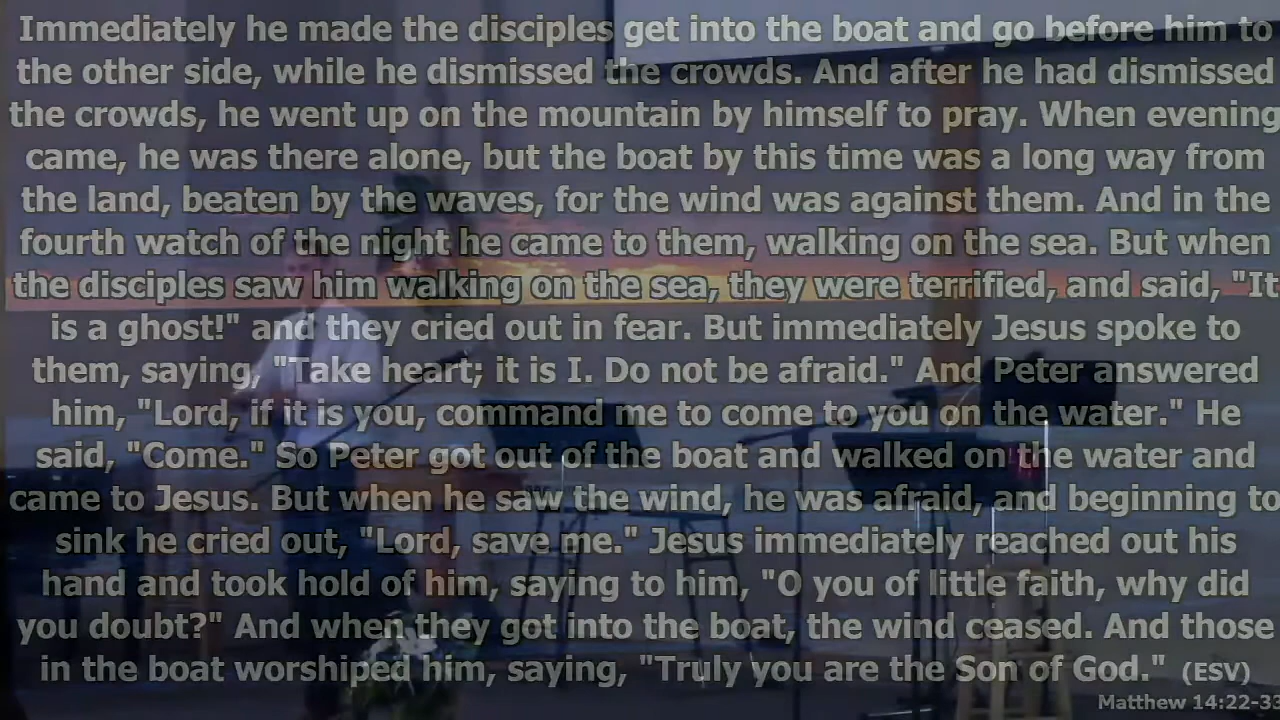 Immediately he made the disciples get into the boat and go before him to
the other side, while he dismissed the crowds. And after he had dismissed
the crowds, he went up on the mountain by himself to pray. When evening
came, he was there alone, but the boat by this time was a long way from
the land, beaten by the waves, for the wind was against them. And in the
fourth watch of the night he came to them, walking on the sea. But when
the disciples saw him walking on the sea, they were terrified, and said, "It
is a ghost!" and they cried out in fear. But immediately Jesus spoke to
them, saying, "Take heart; it is I. Do not be afraid." And Peter answered
him, "Lord, if it is you, command me to come to you on the water." He
said, "Come." So Peter got out of the boat and walked on the water and
came to Jesus. But when he saw the wind, he was afraid, and beginning to
sink he cried out, "Lord, save me." Jesus immediately reached out his
hand and took hold of him, saying to him, "O you of little faith, why did
you doubt?" And when they got into the boat, the wind ceased. And those
in the boat worshiped him, saying, "Truly you are the Son of God." (ESV)
Matthew 14:22-33